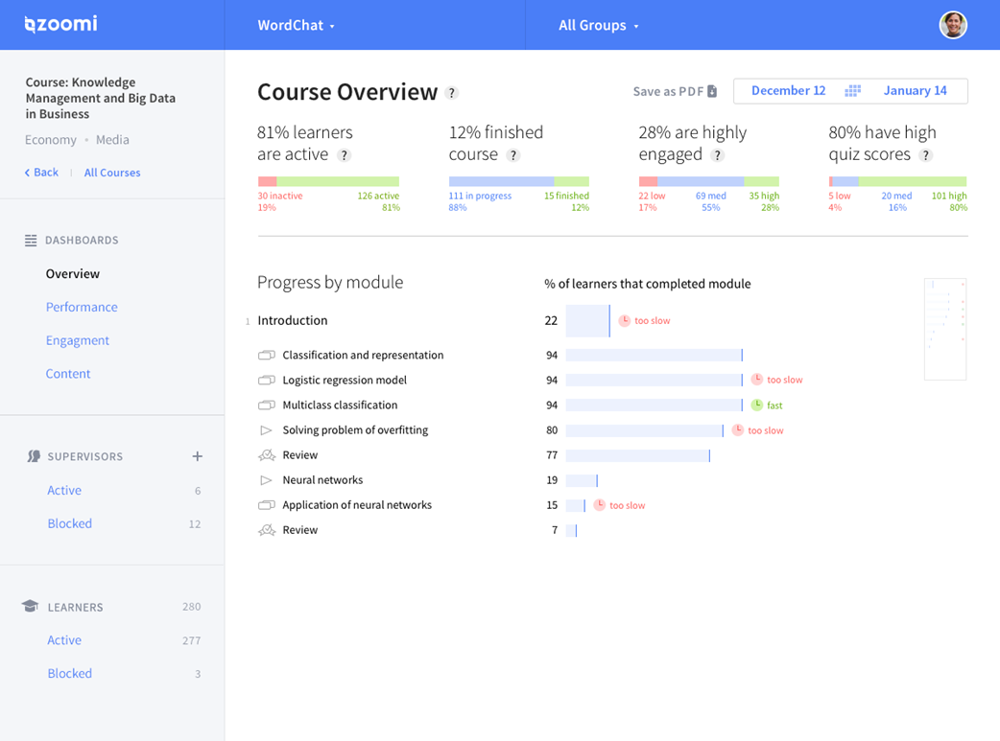 qzoomi
WordChat
All Groups
Course: Knowledge
Management and Big Data
in Business
Economy • Media
Back | All Courses
DASHBOARDS
Overview
Performance
Engagment
Content
SUPERVISORS +
Active 6
Blocked 12
LEARNERS 280
Active 277
Blocked 3
Course Overview ?
Save as PDF
December 12 January 14
81% learners
are active ?
30 inactive 126 active
19% 81%
12% finished
course ?
111 in progress 15 finished
88% 12%
28% are highly
engaged ?
22 low 69 med 35 high
17% 55% 28%
80% have high
quiz scores ?
5 low 20 med 101 high
4% 16% 80%
Progress by module % of learners that completed module
1 Introduction 22 too slow
Classification and representation 94
Logistic regression model 94 too slow
Multiclass classification 94 fast
Solving problem of overfitting 80 too slow
Review 77
Neural networks 19
Application of neural networks 15 too slow
Review 7